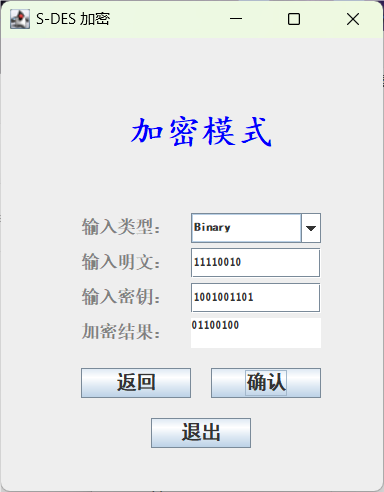 S-DES 加密
加密模式
输入类型： Binary
输入明文： 11110010
输入密钥： 1001001101
加密结果： 01100100
返回 确认
退出